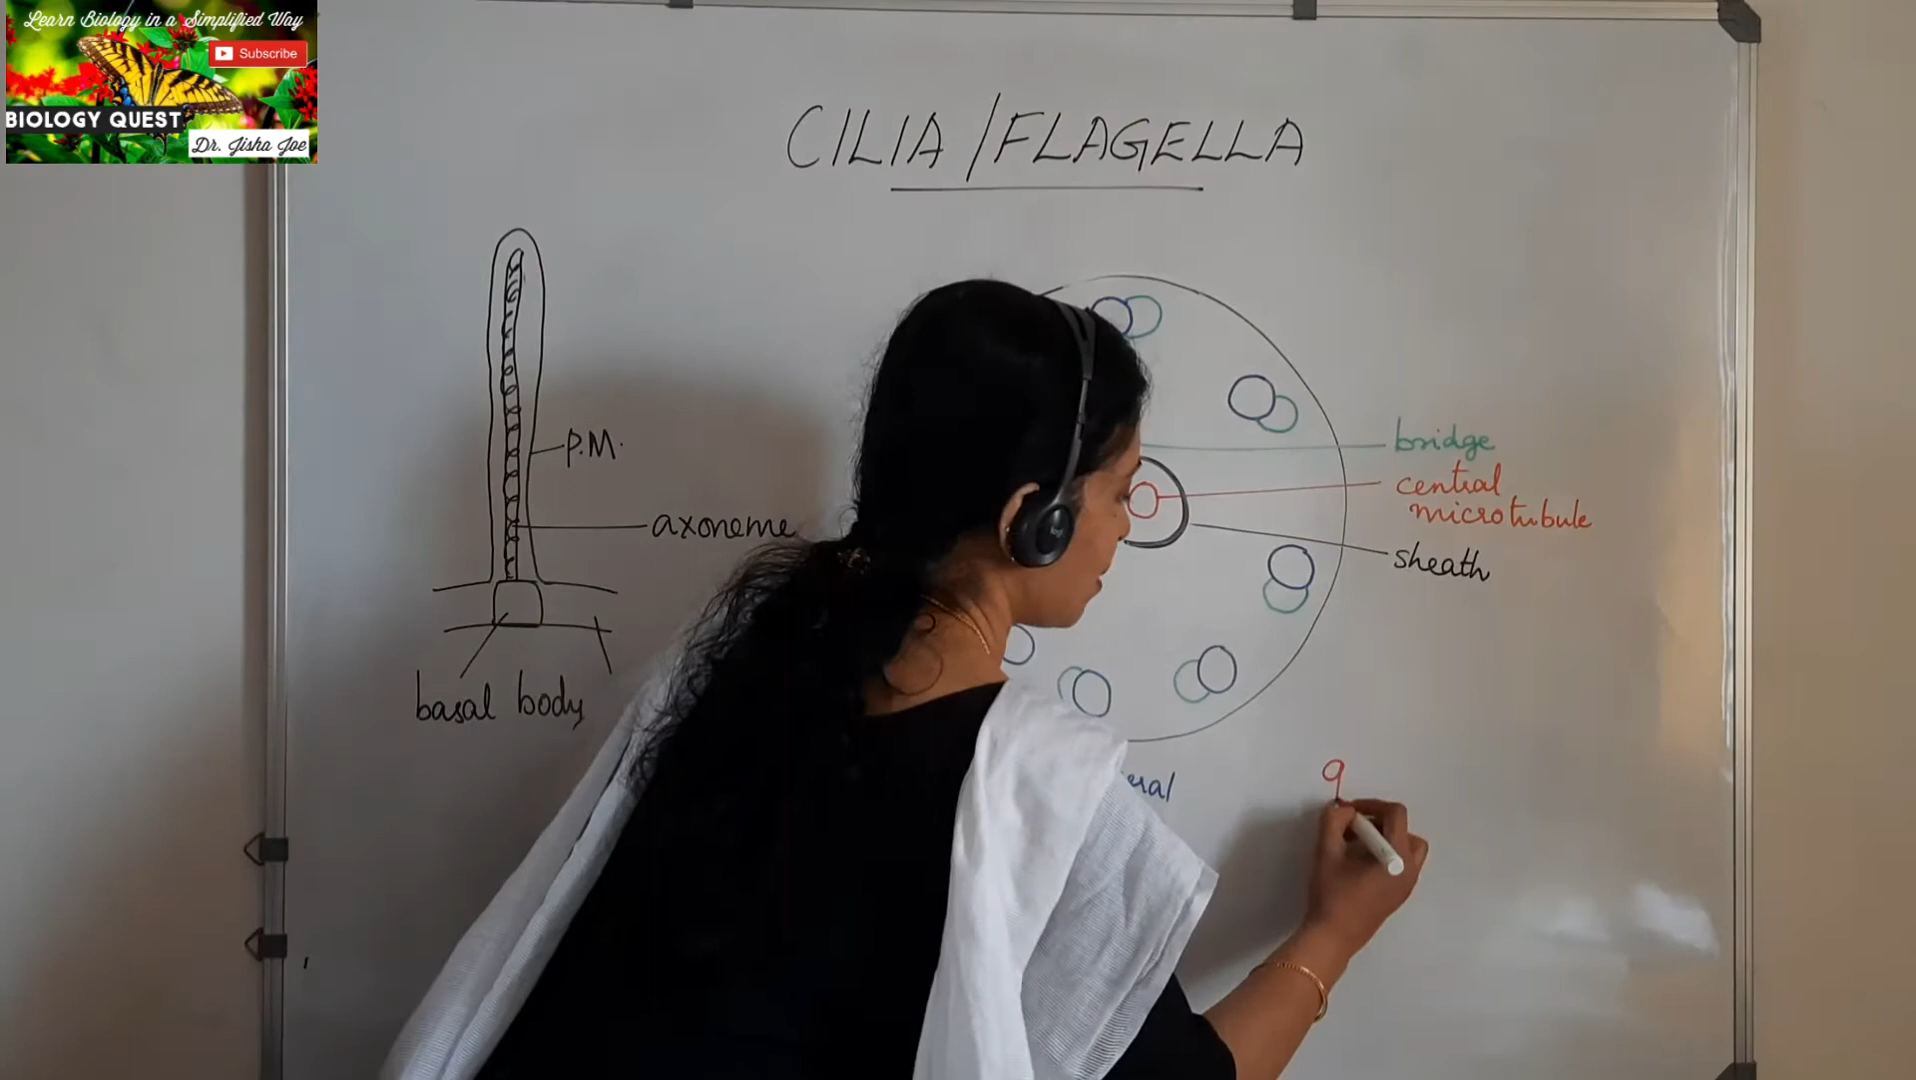 Learn Biology in a Simplified Way
Subscribe
BIOLOGY QUEST
Dr. Jisha Joe
CILIA/FLAGELLA
P.M.
axoneme
basal body
bridge
central
microtubule
sheath
9